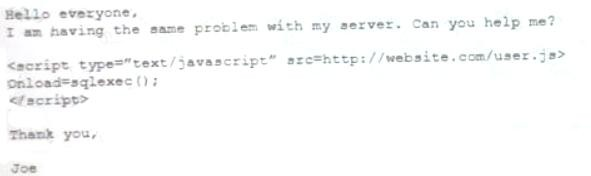 Hello everyone,
I am having the same problem with my server. Can you help me?
<script type="text/javascript" src=http://website.com/user.js>
Onload=sqlexec();
</script>
Thank you,
Joe